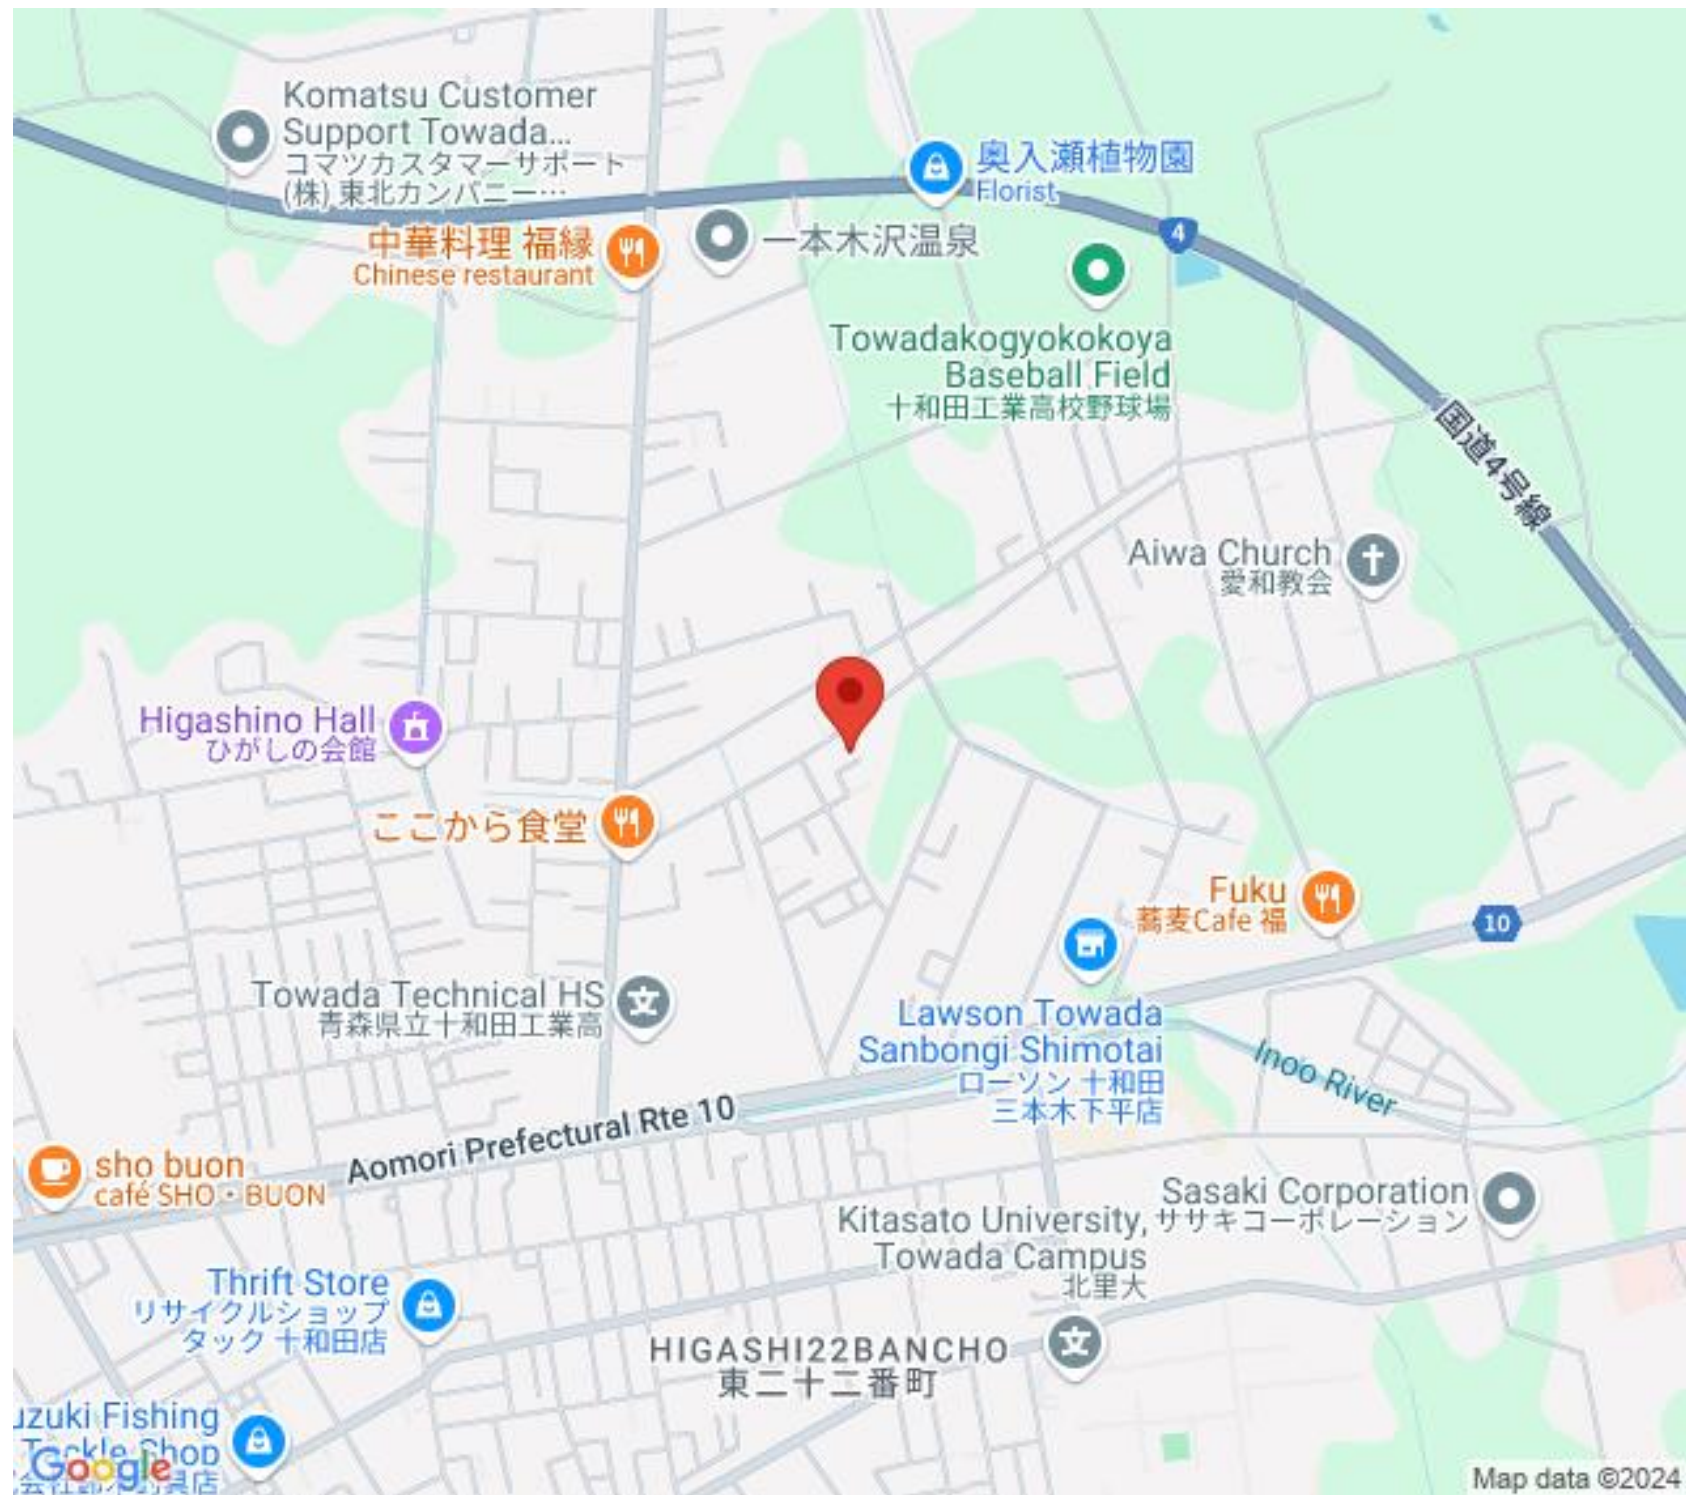 Komatsu Customer
Support Towada...
コマツカスタマーサポート
(株) 東北カンパニー…
奥入瀬植物園
Florist
中華料理 福縁
Chinese restaurant
一本木沢温泉
4
Towadakogyokokoya
Baseball Field
十和田工業高校野球場
国道4号線
Aiwa Church
愛和教会
Higashino Hall
ひがしの会館
ここから食堂
Fuku
蕎麦Cafe 福
10
Towada Technical HS
青森県立十和田工業高
Lawson Towada
Sanbongi Shimotai
ローソン 十和田
三本木下平店
Inoo River
Aomori Prefectural Rte 10
sho buon
café SHO・BUON
Sasaki Corporation
ササキコーポレーション
Kitasato University,
Towada Campus
北里大
Thrift Store
リサイクルショップ
タック 十和田店
HIGASHI22BANCHO
東二十二番町
uzuki Fishing
Tackle Shop
具店
Google
Map data ©2024